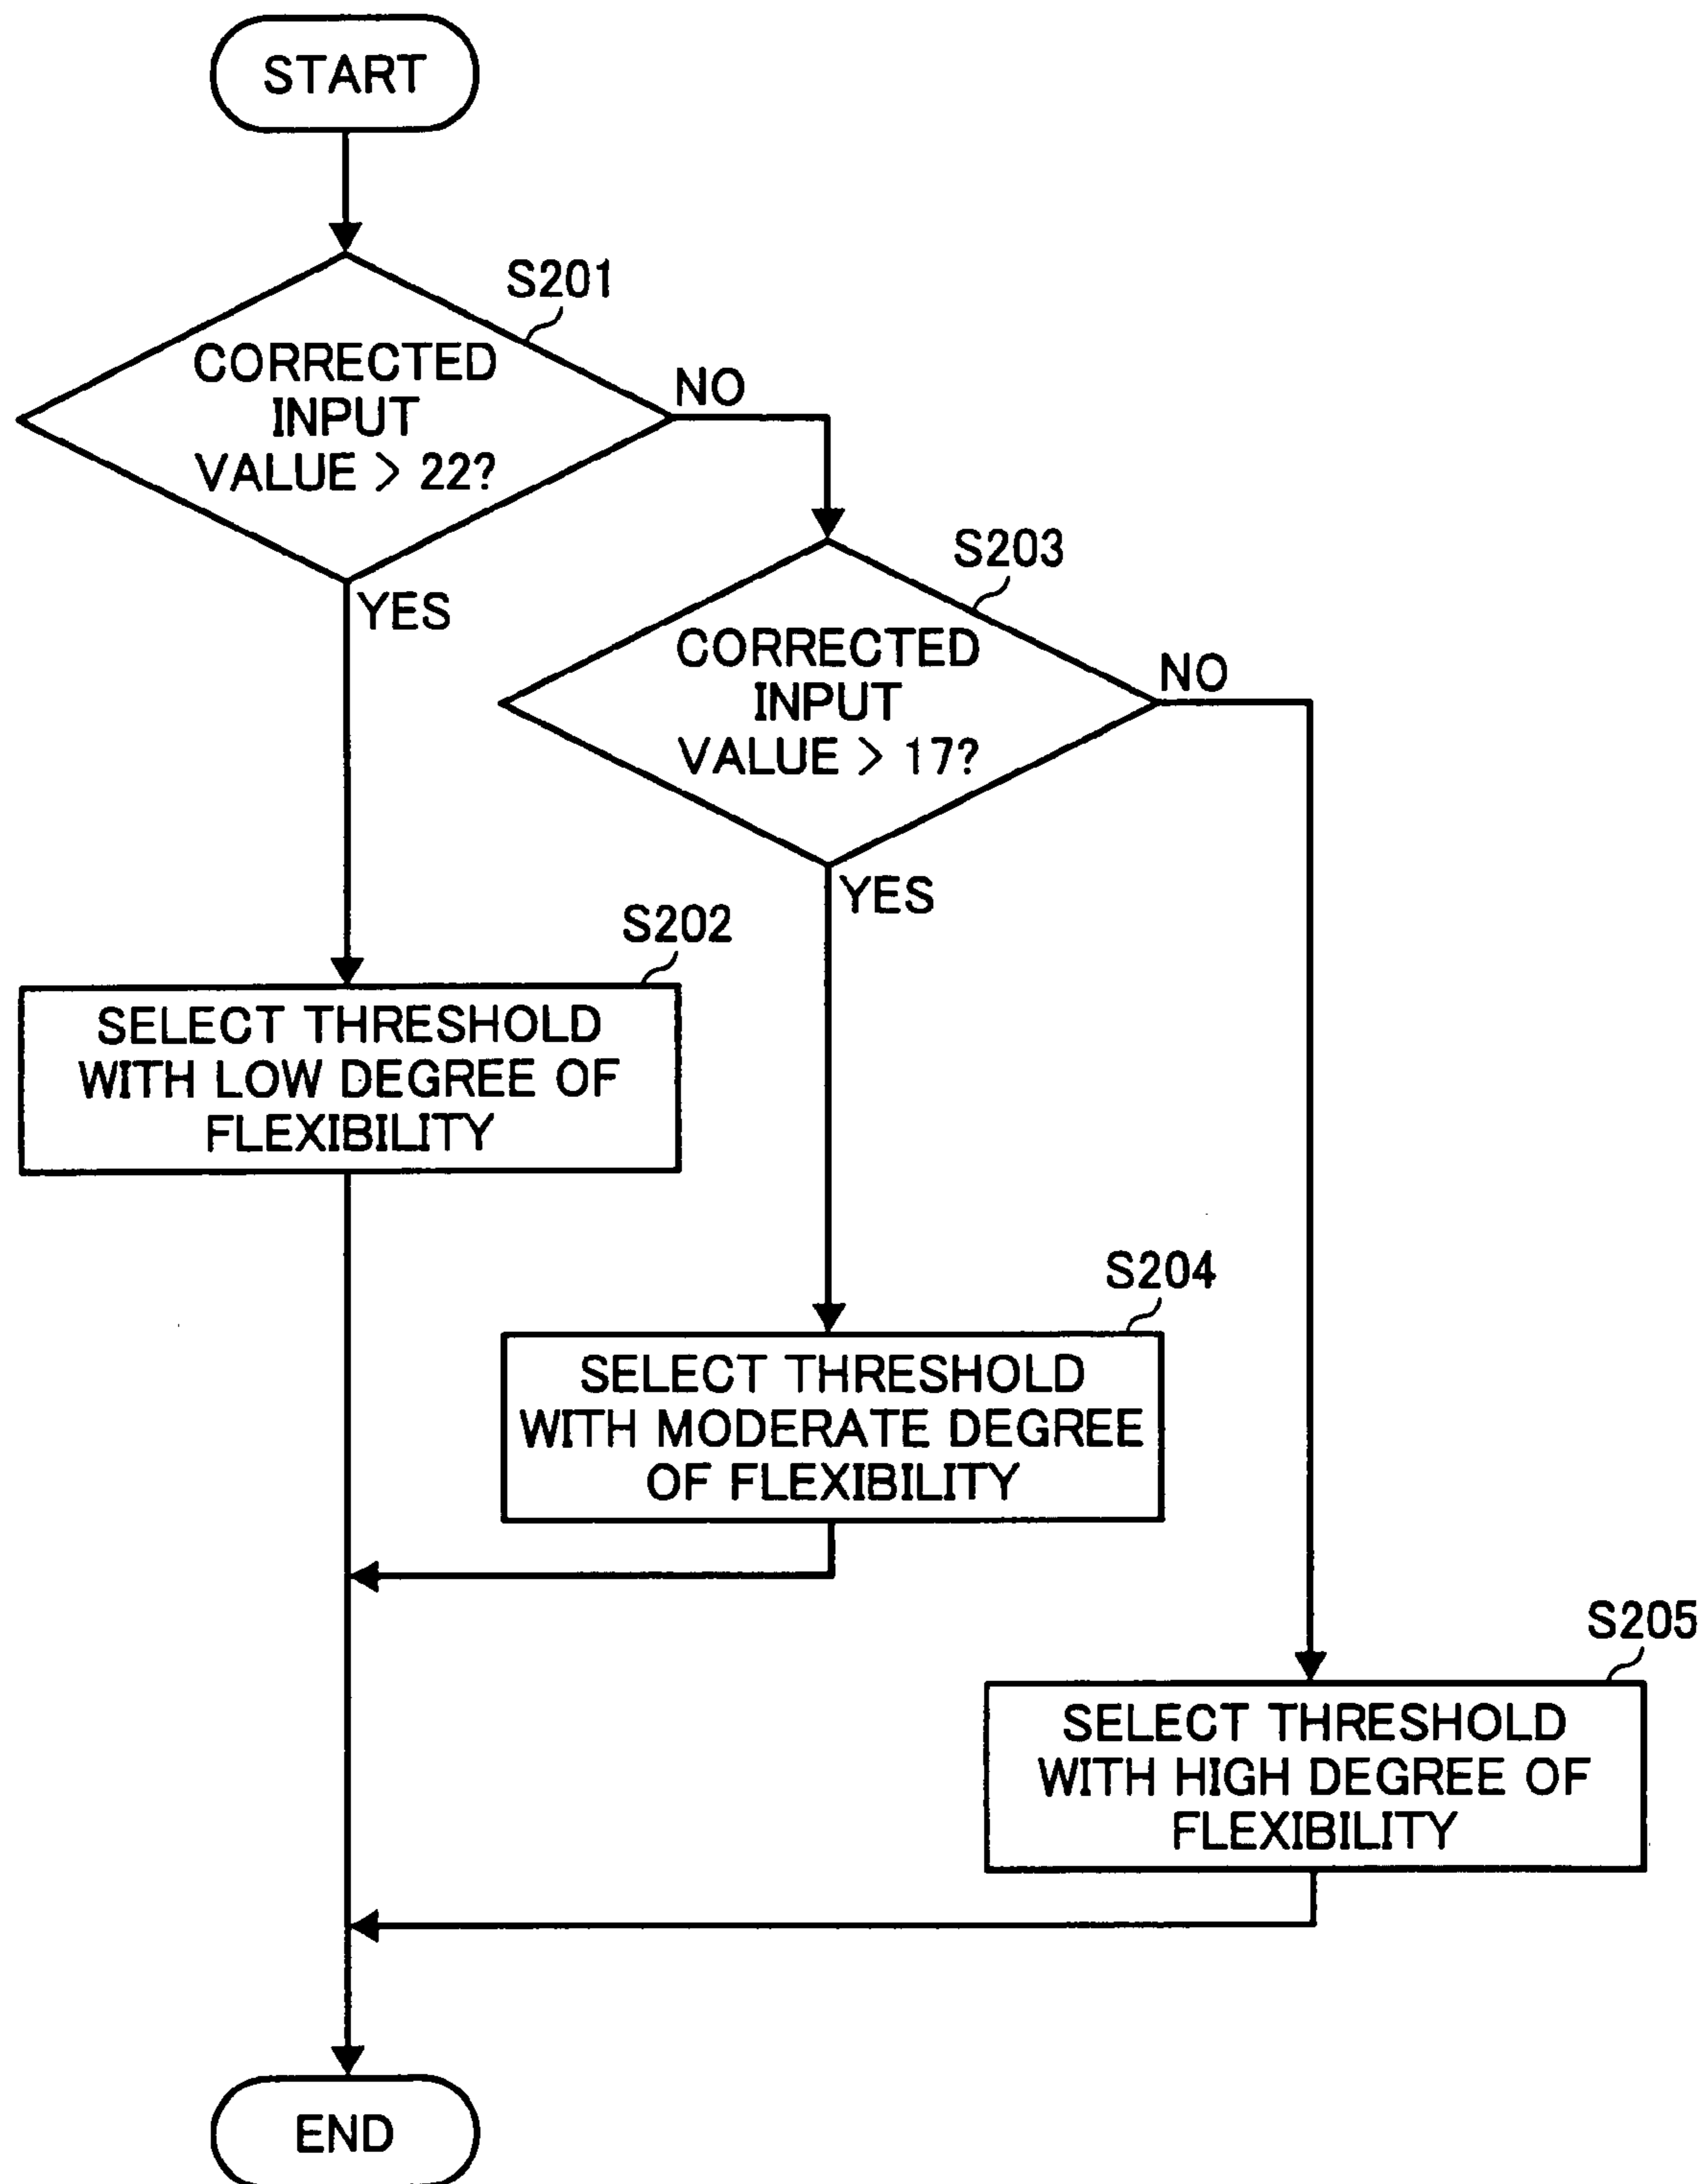 START
S201
CORRECTED
INPUT
VALUE > 22?
NO
YES
S203
CORRECTED
INPUT
VALUE > 17?
NO
YES
S202
SELECT THRESHOLD
WITH LOW DEGREE OF
FLEXIBILITY
S204
SELECT THRESHOLD
WITH MODERATE DEGREE
OF FLEXIBILITY
S205
SELECT THRESHOLD
WITH HIGH DEGREE OF
FLEXIBILITY
END